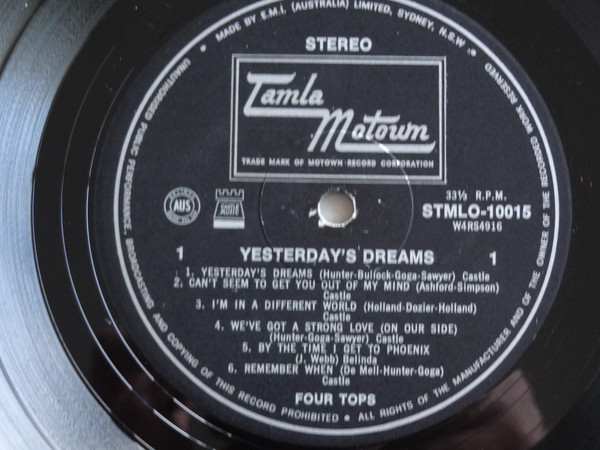 MADE BY E.M.I. (AUSTRALIA) LIMITED, SYDNEY, N.S.W.
STEREO
Tamla
Motown
TRADE MARK OF MOTOWN RECORD CORPORATION
AUS
CASTLE MUSIC
33⅓ R.P.M.
STMLO-10015
W4RS4916
1 YESTERDAY'S DREAMS 1
1. YESTERDAY'S DREAMS (Hunter-Bullock-Goga-Sawyer) Castle
2. CAN'T SEEM TO GET YOU OUT OF MY MIND (Ashford-Simpson)
Castle
3. I'M IN A DIFFERENT WORLD (Holland-Dozier-Holland)
Castle
4. WE'VE GOT A STRONG LOVE (ON OUR SIDE)
(Hunter-Goga-Sawyer) Castle
5. BY THE TIME I GET TO PHOENIX
(J. Webb) Belinda
6. REMEMBER WHEN (De Mell-Hunter-Goga)
Castle
FOUR TOPS
UNAUTHORISED PUBLIC PERFORMANCE, BROADCASTING AND COPYING OF THIS RECORD PROHIBITED ● ALL RIGHTS OF THE MANUFACTURER AND OF THE OWNER OF THE RECORDED WORK RESERVED